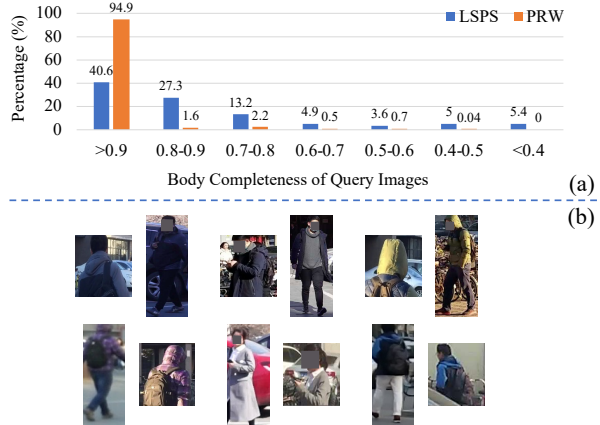 LSPS PRW
Percentage (%)
100
80
60
40
20
0
40.6 94.9 27.3 1.6 13.2 2.2 4.9 0.5 3.6 0.7 5 0.04 5.4 0
>0.9 0.8-0.9 0.7-0.8 0.6-0.7 0.5-0.6 0.4-0.5 <0.4
Body Completeness of Query Images
(a)
(b)